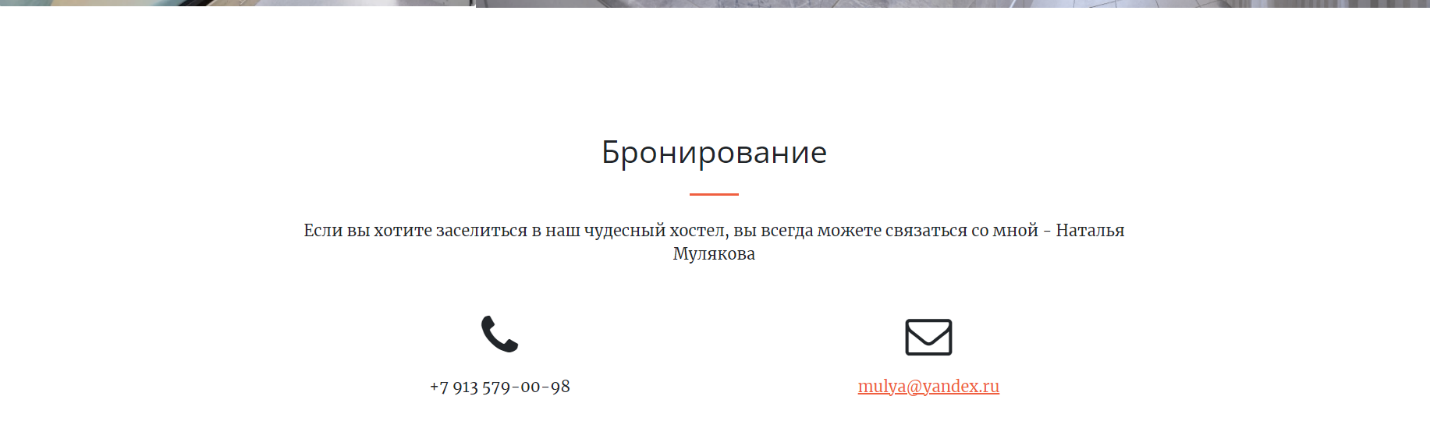 Бронирование
Если вы хотите заселиться в наш чудесный хостел, вы всегда можете связаться со мной - Наталья
Мулякова
+7 913 579-00-98
mulya@yandex.ru